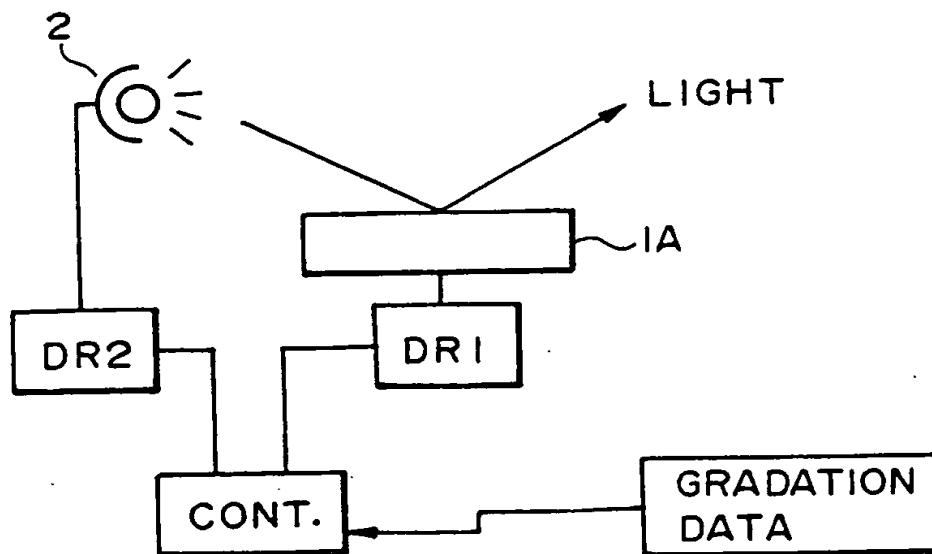 2
LIGHT
1A
DR2
DR1
CONT.
GRADATION
DATA